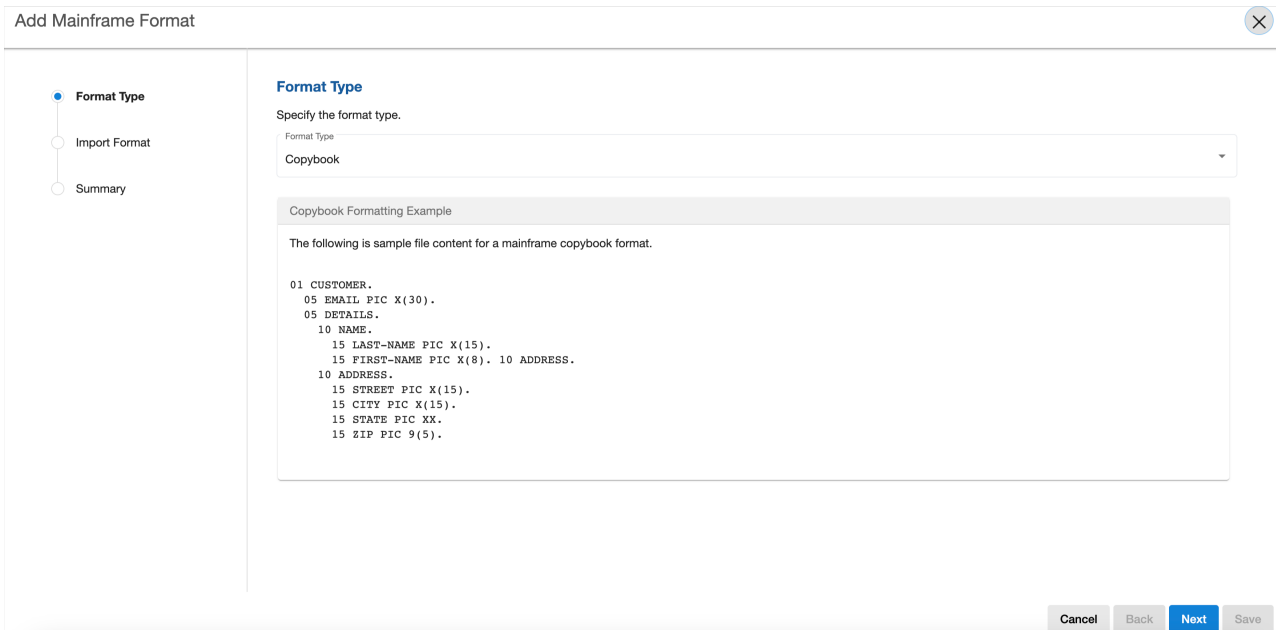 Add Mainframe Format
Format Type
Import Format
Summary
Format Type
Specify the format type.
Format Type
Copybook
Copybook Formatting Example
The following is sample file content for a mainframe copybook format.
01 CUSTOMER.
  05 EMAIL PIC X(30).
  05 DETAILS.
    10 NAME.
      15 LAST-NAME PIC X(15).
      15 FIRST-NAME PIC X(8). 10 ADDRESS.
    10 ADDRESS.
      15 STREET PIC X(15).
      15 CITY PIC X(15).
      15 STATE PIC XX.
      15 ZIP PIC 9(5).
Cancel Back Next Save